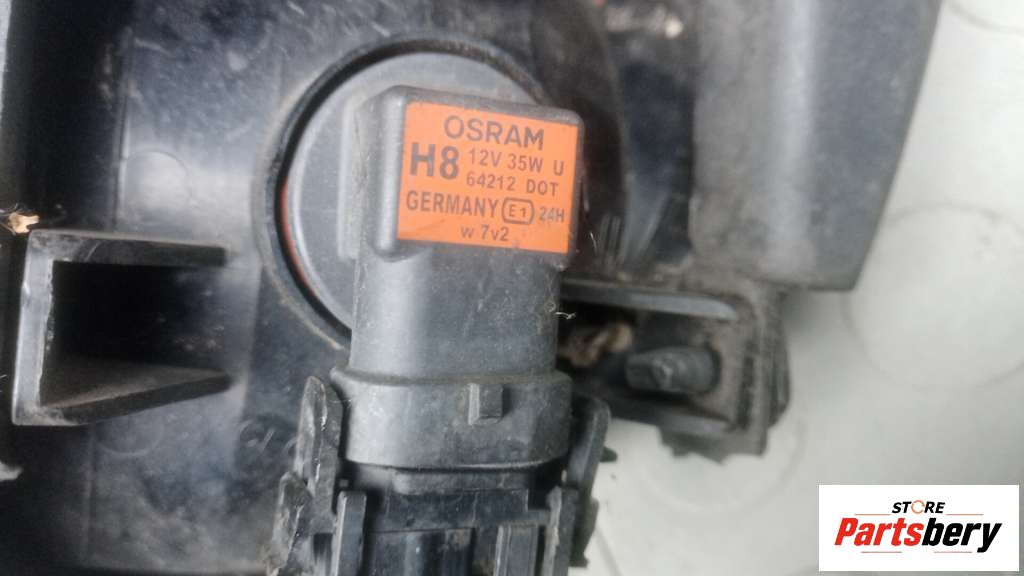 OSRAM
H8 12V 35W U
64212 DOT
GERMANY E1 24H
w 7v2
STORE
Partsbery